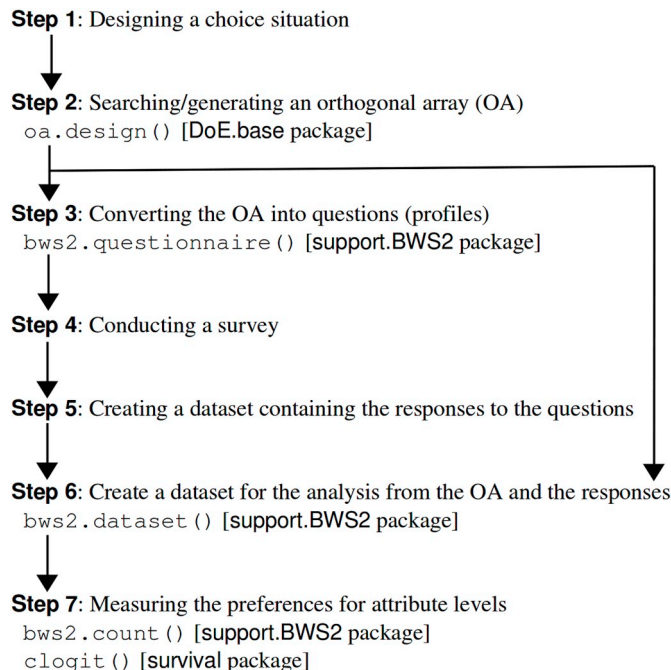 Step 1: Designing a choice situation
Step 2: Searching/generating an orthogonal array (OA)
oa.design() [DoE.base package]
Step 3: Converting the OA into questions (profiles)
bws2.questionnaire() [support.BWS2 package]
Step 4: Conducting a survey
Step 5: Creating a dataset containing the responses to the questions
Step 6: Create a dataset for the analysis from the OA and the responses
bws2.dataset() [support.BWS2 package]
Step 7: Measuring the preferences for attribute levels
bws2.count() [support.BWS2 package]
clogit() [survival package]